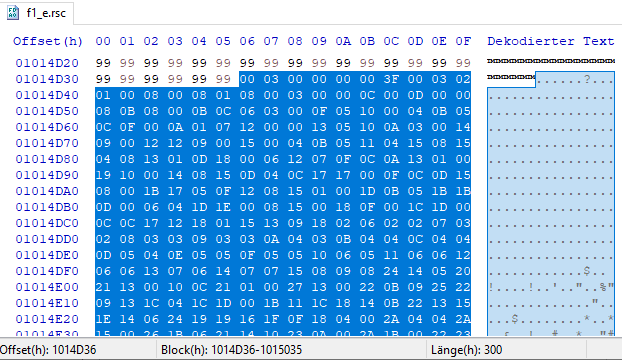 f1_e.rsc
Offset(h) 00 01 02 03 04 05 06 07 08 09 0A 0B 0C 0D 0E 0F Dekodierter Text
01014D20 99 99 99 99 99 99 99 99 99 99 99 99 99 99 99 99 ™™™™™™™™™™™™™™™™
01014D30 99 99 99 99 99 99 00 03 00 00 00 00 3F 00 03 02 ™™™™™™......?...
01014D40 01 00 08 00 08 01 08 00 03 00 00 0C 00 0D 00 00 ................
01014D50 08 0B 08 00 0B 0C 06 03 00 0F 05 10 00 04 0B 05 ................
01014D60 0C 0F 00 0A 01 07 12 00 00 13 05 10 0A 03 00 14 ................
01014D70 09 00 12 12 09 00 15 00 04 0B 05 11 04 15 08 15 ................
01014D80 04 08 13 01 0D 18 00 06 12 07 0F 0C 0A 13 01 00 ................
01014D90 19 10 00 14 08 15 0D 04 0C 17 17 00 0F 0C 0D 15 ................
01014DA0 08 00 1B 17 05 0F 12 08 15 01 00 1D 0B 05 1B 1B ................
01014DB0 0D 00 06 04 1D 1E 00 08 15 00 18 0F 00 1C 1D 00 ................
01014DC0 0C 0C 17 12 18 01 15 13 09 18 02 06 02 02 07 03 ................
01014DD0 02 08 03 03 09 03 03 0A 04 03 0B 04 04 0C 04 04 ................
01014DE0 0D 05 04 0E 05 05 0F 05 05 10 06 05 11 06 06 12 ................
01014DF0 06 06 13 07 06 14 07 07 15 08 09 08 24 14 05 20 ............$.. 
01014E00 21 13 00 10 0C 21 01 00 27 13 00 22 0B 09 25 22 !....!..'.."..%"
01014E10 09 13 1C 04 1C 1D 00 1B 11 1C 18 14 0B 22 13 15 ............."..
01014E20 1E 14 06 24 19 19 16 1F 0F 18 04 00 2A 04 04 2A ...$........*..*
01014E30 15 00 26 1B 06 21 14 10 23 0A 00 2A 1B 00 22 23 ..&..!..#..*.."#
Offset(h): 1014D36 Block(h): 1014D36-1015035 Länge(h): 300